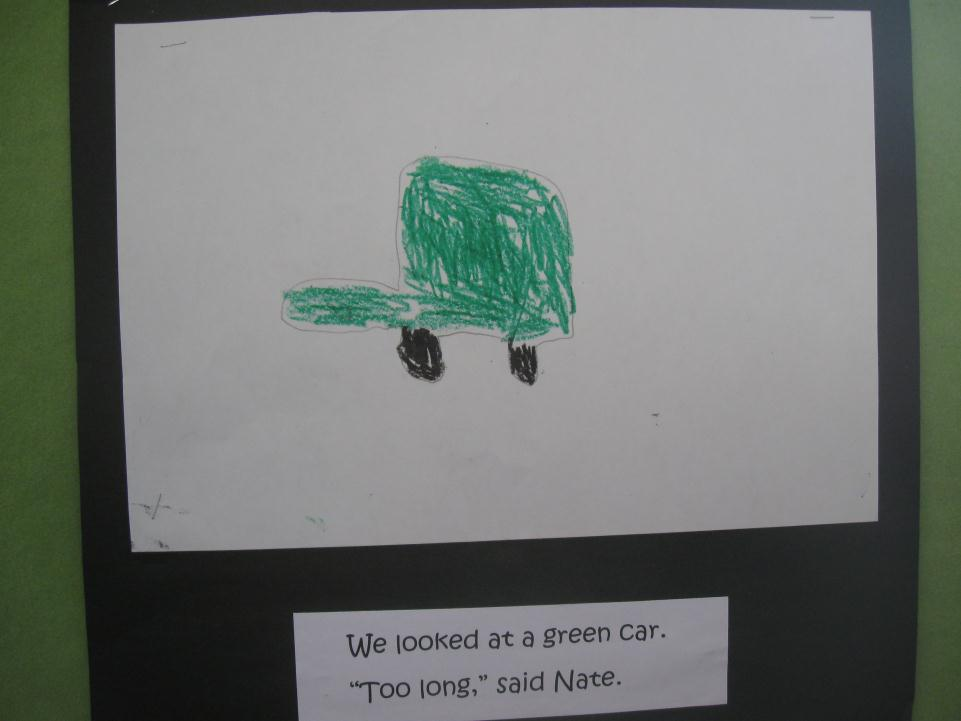 We looked at a green car.
“Too long,” said Nate.